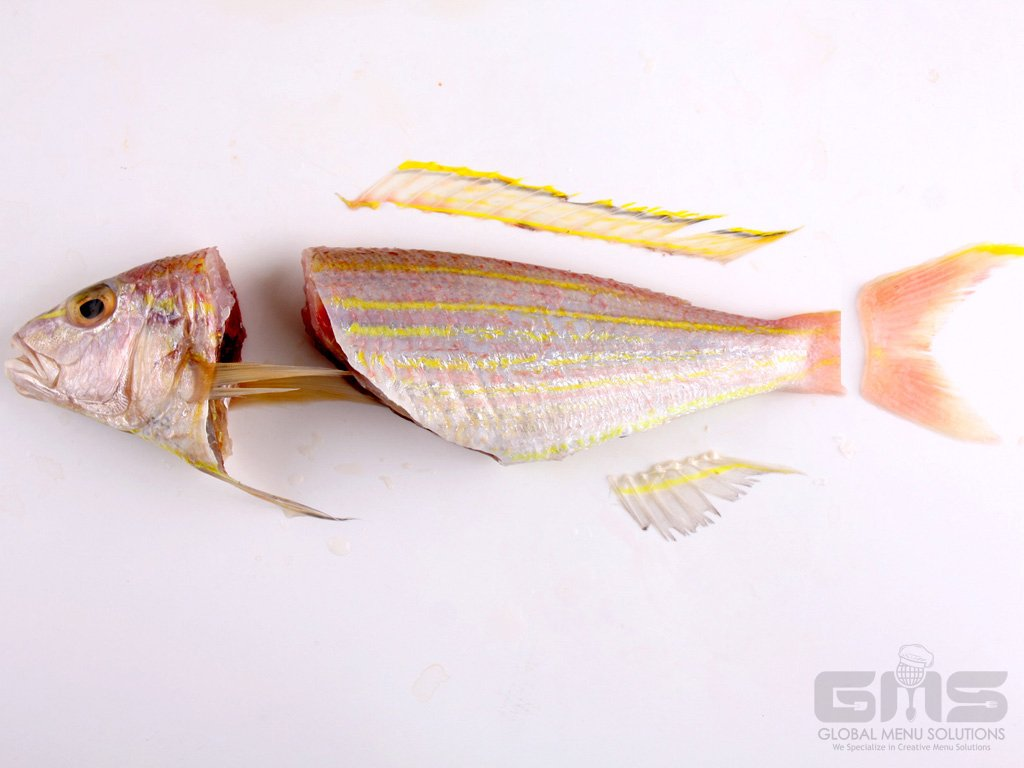 GMS
GLOBAL MENU SOLUTIONS
We Specialize in Creative Menu Solutions